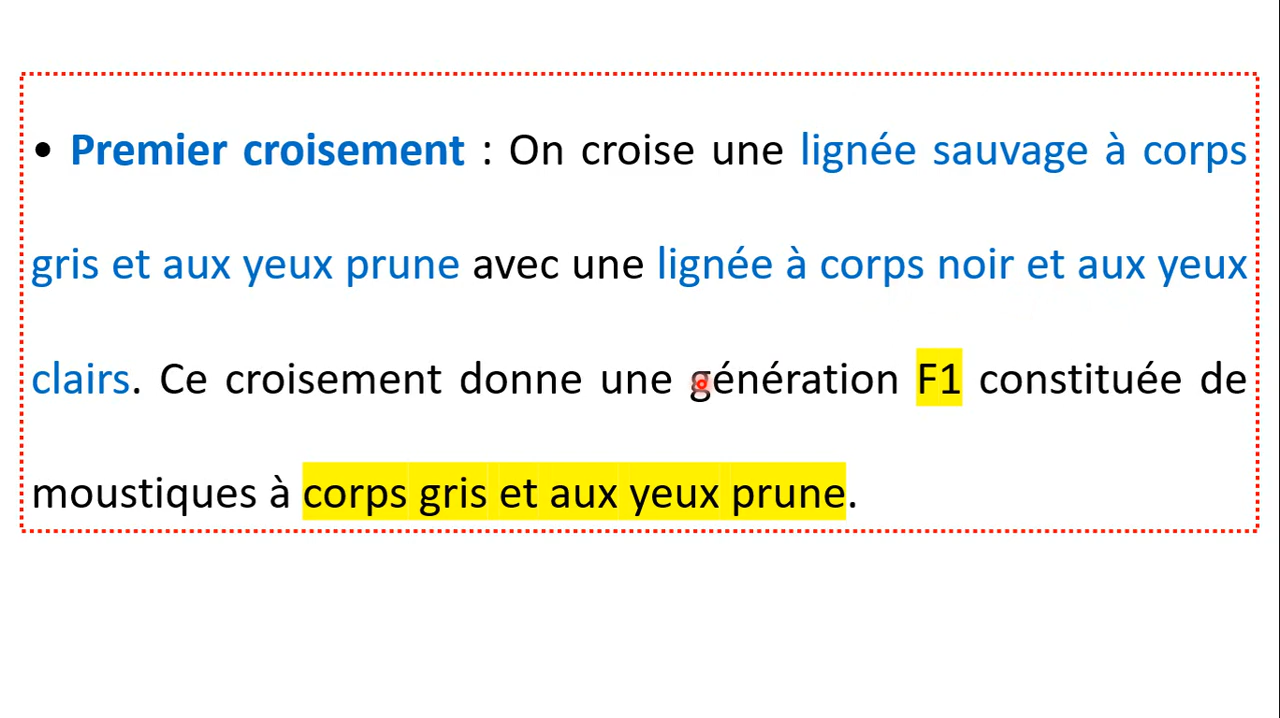 • Premier croisement : On croise une lignée sauvage à corps
gris et aux yeux prune avec une lignée à corps noir et aux yeux
clairs. Ce croisement donne une génération F1 constituée de
moustiques à corps gris et aux yeux prune.